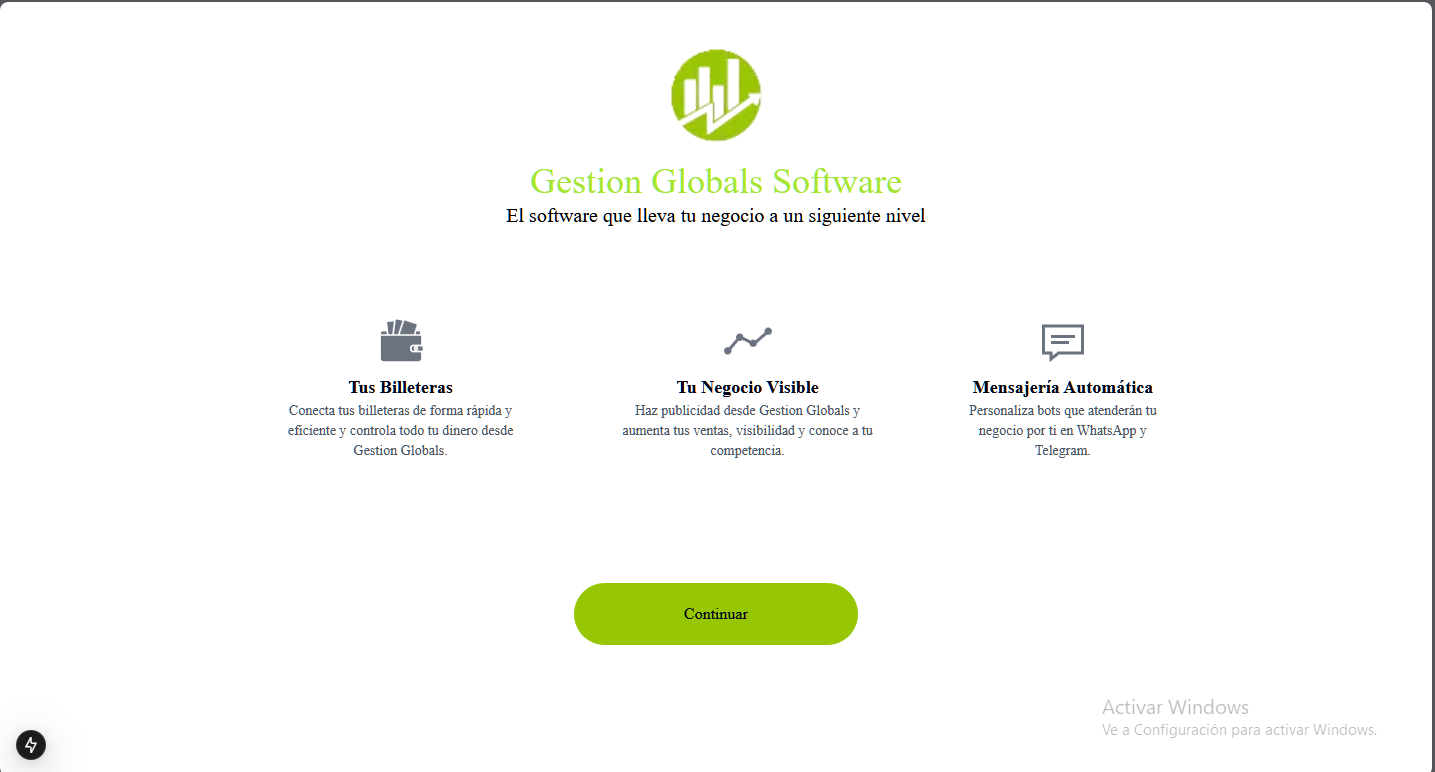 Gestion Globals Software
El software que lleva tu negocio a un siguiente nivel
Tus Billeteras
Conecta tus billeteras de forma rápida y
eficiente y controla todo tu dinero desde
Gestion Globals.
Tu Negocio Visible
Haz publicidad desde Gestion Globals y
aumenta tus ventas, visibilidad y conoce a tu
competencia.
Mensajería Automática
Personaliza bots que atenderán tu
negocio por ti en WhatsApp y
Telegram.
Continuar
Activar Windows
Ve a Configuración para activar Windows.